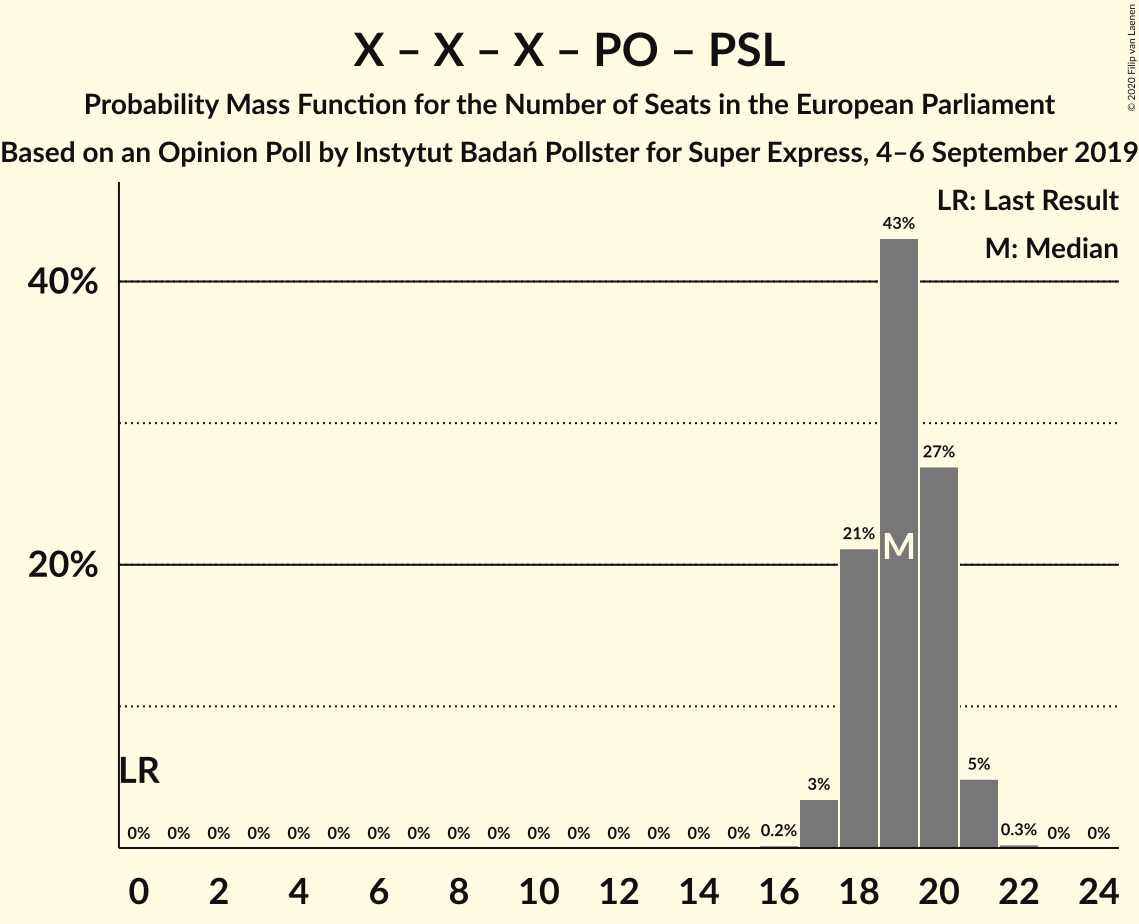 X – X – X – PO – PSL
Probability Mass Function for the Number of Seats in the European Parliament
Based on an Opinion Poll by Instytut Badań Pollster for Super Express, 4–6 September 2019
© 2020 Filip van Laenen
LR: Last Result
M: Median
40%
20%
43%
27%
21%
M
LR
5%
3%
0% 0% 0% 0% 0% 0% 0% 0% 0% 0% 0% 0% 0% 0% 0% 0% 0.2% 0.3% 0% 0%
0 2 4 6 8 10 12 14 16 18 20 22 24